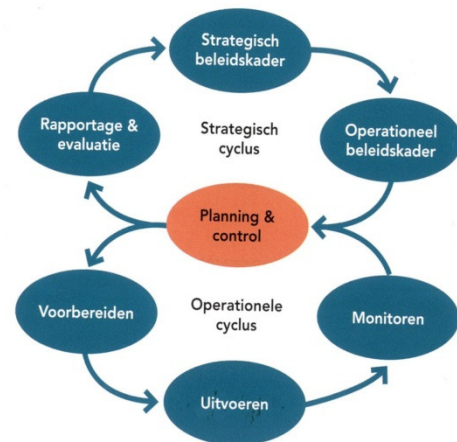 Strategisch
beleidskader
Rapportage &
evaluatie
Strategisch
cyclus
Operationeel
beleidskader
Planning &
control
Voorbereiden
Operationele
cyclus
Monitoren
Uitvoeren